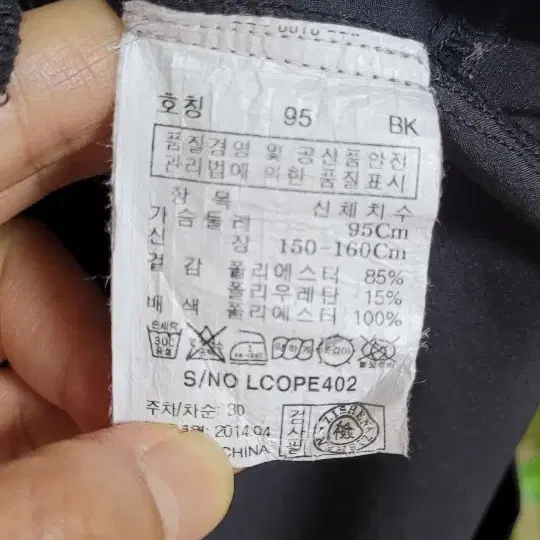 호칭 95 BK
품질경영 및 공산품안전
관리법에 의한 품질표시
항목 신체치수
가슴둘레 95Cm
신장 150-160Cm
겉감 폴리에스터 85%
폴리우레탄 15%
배색 폴리에스터 100%
S/NO LCOPE402
주차/차순: 30
2014.04
CHINA
검사필
檢